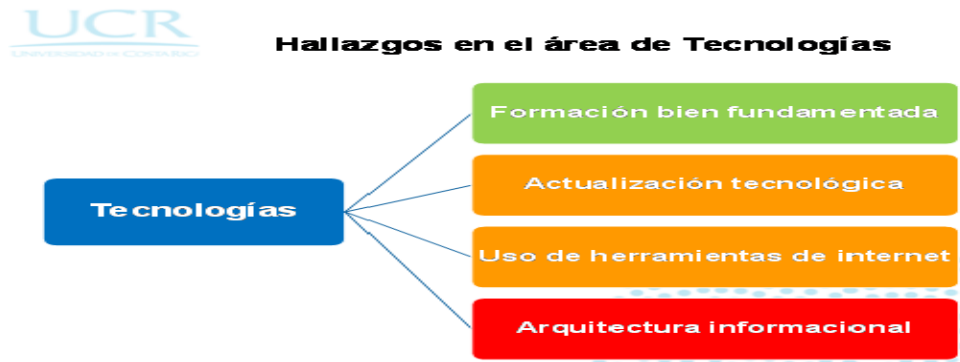 UCR
UNIVERSIDAD DE COSTA RICA
Hallazgos en el área de Tecnologías
Formación bien fundamentada
Actualización tecnológica
Tecnologías
Uso de herramientas de internet
Arquitectura informacional